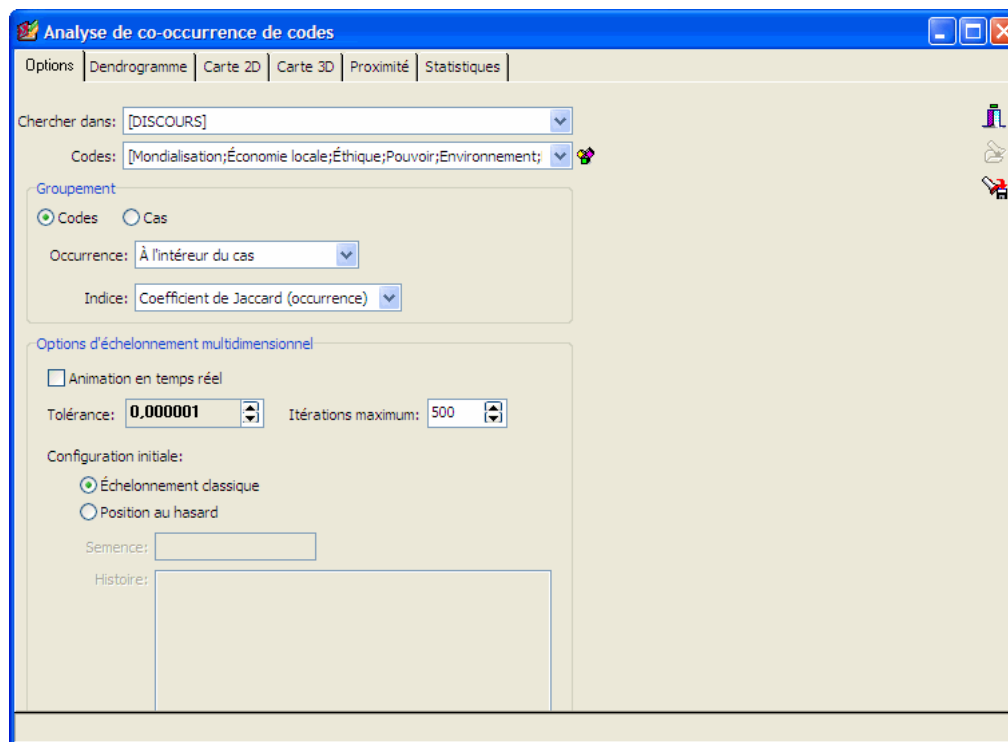 Analyse de co-occurrence de codes
Options Dendrogramme Carte 2D Carte 3D Proximité Statistiques
Chercher dans: [DISCOURS]
Codes: [Mondialisation;Économie locale;Éthique;Pouvoir;Environnement;
Groupement
Codes Cas
Occurrence: À l'intéreur du cas
Indice: Coefficient de Jaccard (occurrence)
Options d'échelonnement multidimensionnel
Animation en temps réel
Tolérance: 0,000001 Itérations maximum: 500
Configuration initiale:
Échelonnement classique
Position au hasard
Semence:
Histoire: